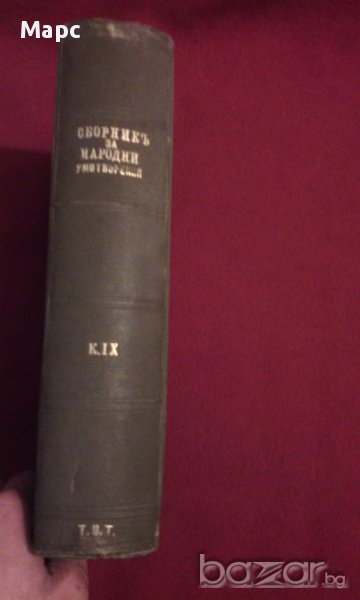 Марс
СБОРНИКЪ
ЗА
НАРОДНИ
УМОТВОРЕНИЯ
К. IX
Т. Б. Т.
bazar.bg